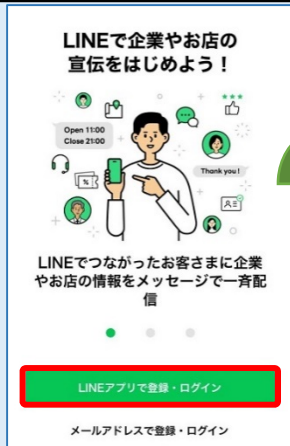 LINEで企業やお店の
宣伝をはじめよう！
Open 11:00
Close 21:00
Thank you !
LINEでつながったお客さまに企業
やお店の情報をメッセージで一斉配
信
LINEアプリで登録・ログイン
メールアドレスで登録・ログイン